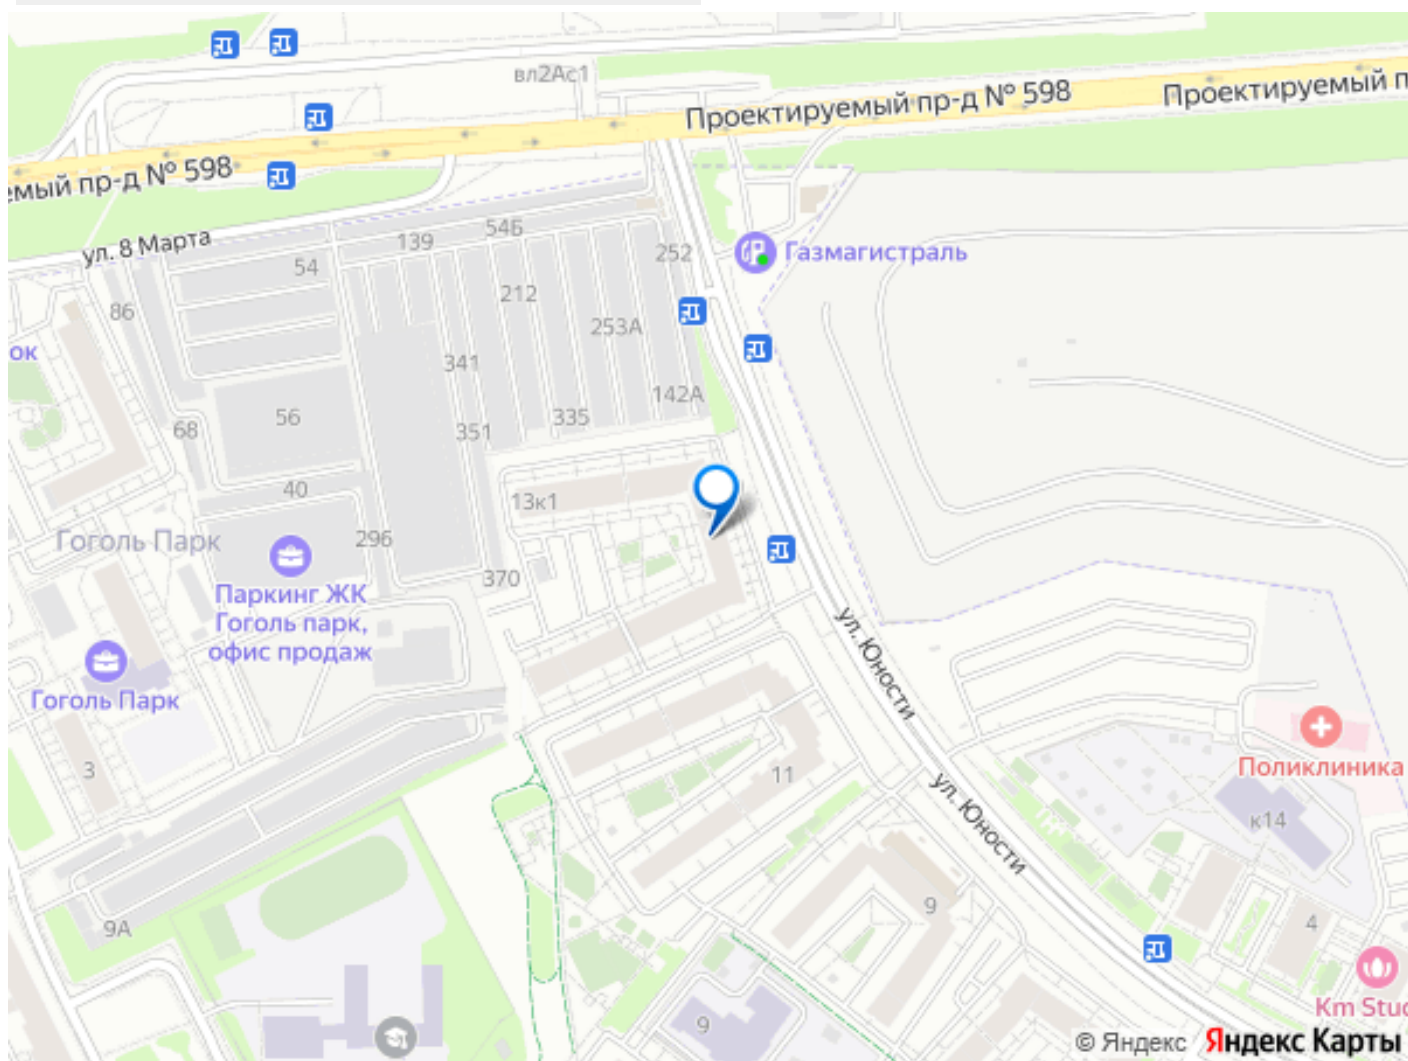 вл2Ас1
Проектируемый пр-д № 598
Проектируемый п
емый пр-д № 598
ул. 8 Марта
139
54Б
252
Газмагистраль
54
212
86
253А
ок
341
142А
56
335
68
351
40
13к1
Гоголь Парк
296
370
Паркинг ЖК
Гоголь парк,
офис продаж
ул. Юности
Гоголь Парк
3
11
Поликлиника
ул. Юности
к14
9А
9
4
Km Stud
9
© Яндекс Яндекс Карты